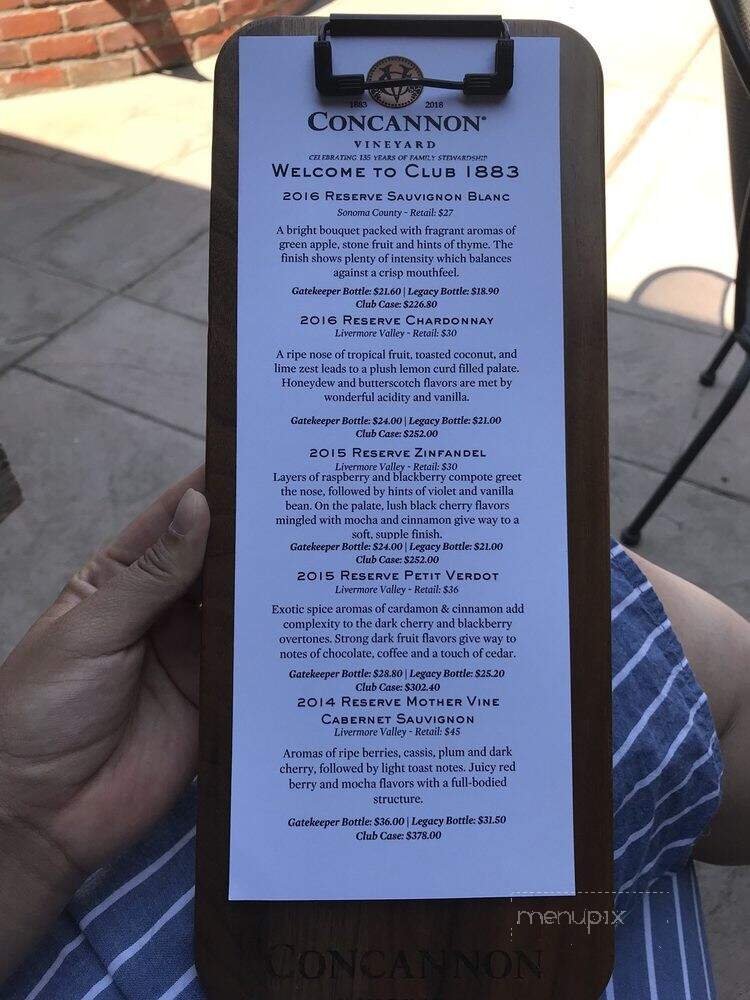 1883 2018
CONCANNON®
VINEYARD
CELEBRATING 135 YEARS OF FAMILY STEWARDSHIP
WELCOME TO CLUB 1883
2016 RESERVE SAUVIGNON BLANC
Sonoma County - Retail: $27
A bright bouquet packed with fragrant aromas of
green apple, stone fruit and hints of thyme. The
finish shows plenty of intensity which balances
against a crisp mouthfeel.
Gatekeeper Bottle: $21.60 | Legacy Bottle: $18.90
Club Case: $226.80
2016 RESERVE CHARDONNAY
Livermore Valley - Retail: $30
A ripe nose of tropical fruit, toasted coconut, and
lime zest leads to a plush lemon curd filled palate.
Honeydew and butterscotch flavors are met by
wonderful acidity and vanilla.
Gatekeeper Bottle: $24.00 | Legacy Bottle: $21.00
Club Case: $252.00
2015 RESERVE ZINFANDEL
Livermore Valley - Retail: $30
Layers of raspberry and blackberry compote greet
the nose, followed by hints of violet and vanilla
bean. On the palate, lush black cherry flavors
mingled with mocha and cinnamon give way to a
soft, supple finish.
Gatekeeper Bottle: $24.00 | Legacy Bottle: $21.00
Club Case: $252.00
2015 RESERVE PETIT VERDOT
Livermore Valley - Retail: $36
Exotic spice aromas of cardamon & cinnamon add
complexity to the dark cherry and blackberry
overtones. Strong dark fruit flavors give way to
notes of chocolate, coffee and a touch of cedar.
Gatekeeper Bottle: $28.80 | Legacy Bottle: $25.20
Club Case: $302.40
2014 RESERVE MOTHER VINE
CABERNET SAUVIGNON
Livermore Valley - Retail: $45
Aromas of ripe berries, cassis, plum and dark
cherry, followed by light toast notes. Juicy red
berry and mocha flavors with a full-bodied
structure.
Gatekeeper Bottle: $36.00 | Legacy Bottle: $31.50
Club Case: $378.00
menupix
CONCANNON